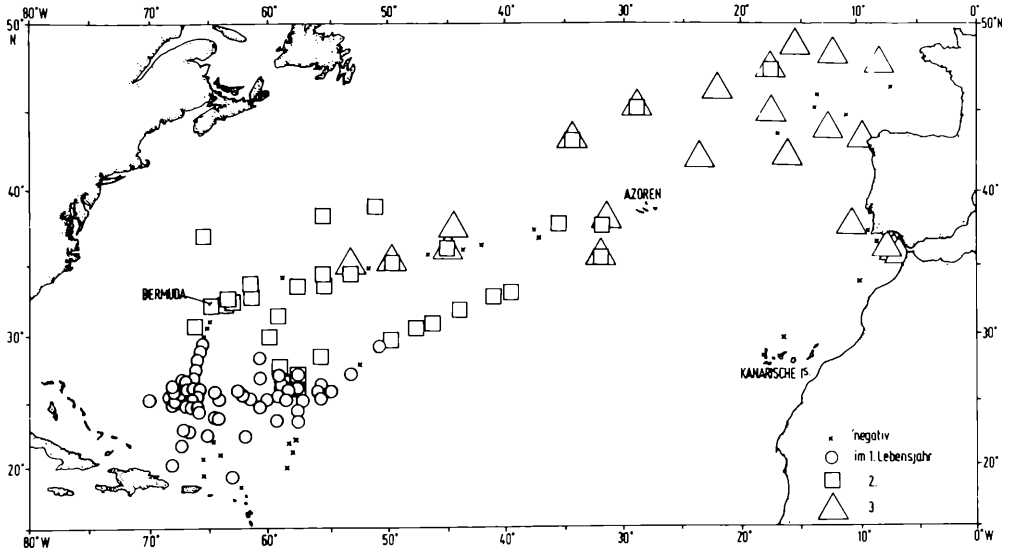 80° 70° 60° 50° 40° 30° 20° 10° 0°
50° N 50°N
40° 40°
AZOREN
BERMUDA
30° 30°
KANARISCHE IS.
negativ
im 1. Lebensjahr
20° 2. 20°
3
80° W 70° 60° 50° 40° 30° 20° 10° 0° W